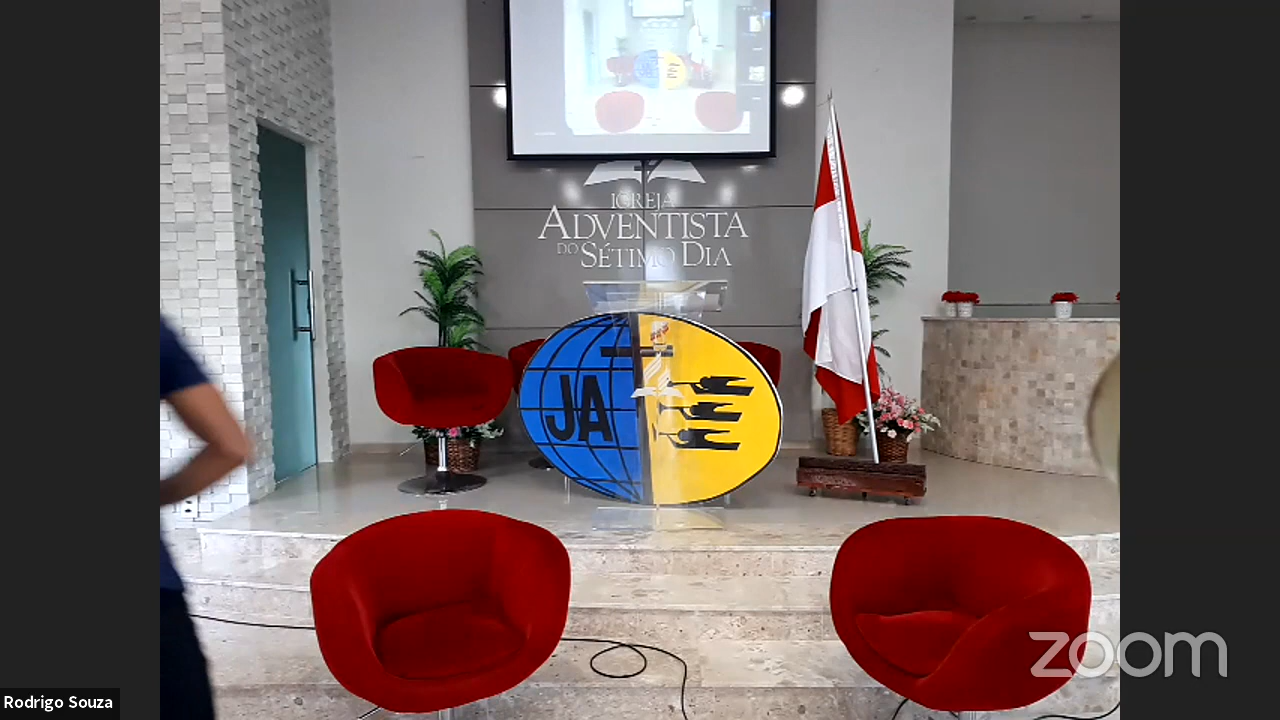 IGREJA
ADVENTISTA
DO SÉTIMO DIA
JA
zoom
Rodrigo Souza